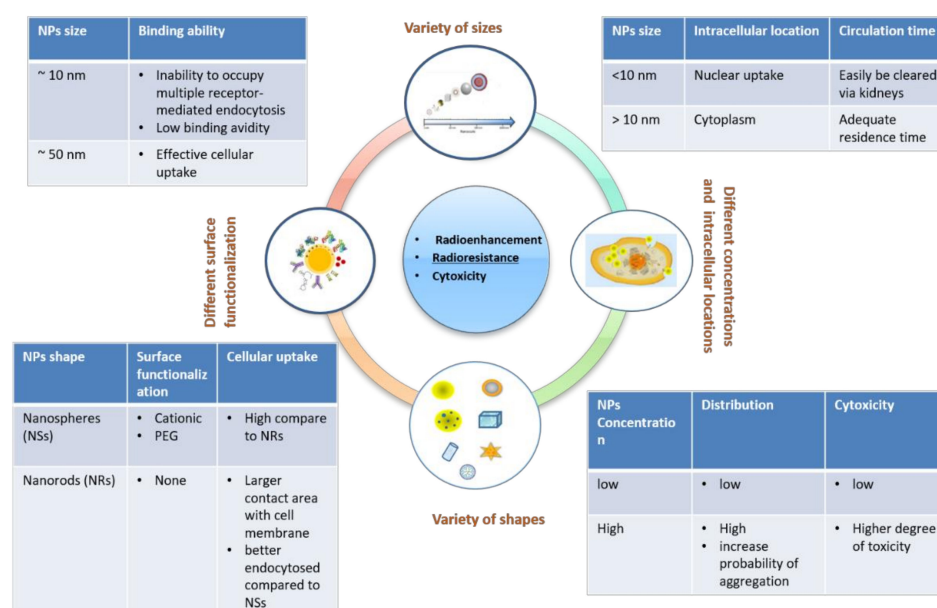 Variety of sizes
NPs size
Binding ability
~ 10 nm
• Inability to occupy
multiple receptor-
mediated endocytosis
• Low binding avidity
~ 50 nm
• Effective cellular
uptake
NPs size
Intracellular location
Circulation time
<10 nm
Nuclear uptake
Easily be cleared
via kidneys
> 10 nm
Cytoplasm
Adequate
residence time
Different surface
functionalization
• Radioenhancement
• Radioresistance
• Cytoxicity
Different concentrations
and intracellular locations
NPs shape
Surface
functionaliz
ation
Cellular uptake
Nanospheres
(NSs)
• Cationic
• PEG
• High compare
to NRs
Nanorods (NRs)
• None
• Larger
contact area
with cell
membrane
• better
endocytosed
compared to
NSs
Variety of shapes
NPs
Concentratio
n
Distribution
Cytoxicity
low
• low
• low
High
• High
• increase
probability of
aggregation
• Higher degree
of toxicity